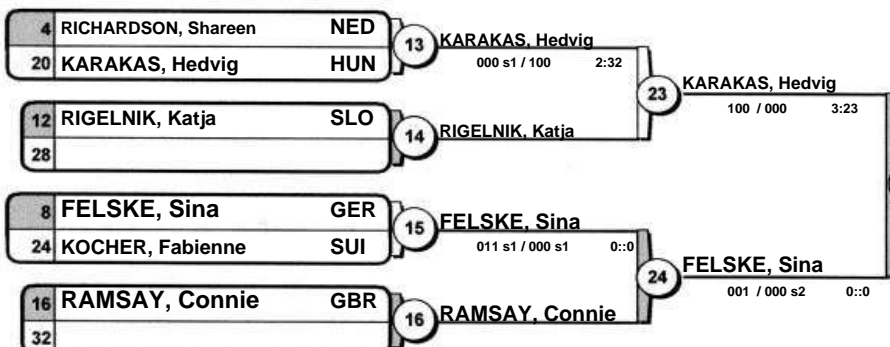 4 RICHARDSON, Shareen NED
20 KARAKAS, Hedvig HUN
13
KARAKAS, Hedvig
000 s1 / 100 2:32
12 RIGELNIK, Katja SLO
28
14
RIGELNIK, Katja
23
KARAKAS, Hedvig
100 / 000 3:23
8 FELSKE, Sina GER
24 KOCHER, Fabienne SUI
15
FELSKE, Sina
011 s1 / 000 s1 0::0
16 RAMSAY, Connie GBR
32
16
RAMSAY, Connie
24
FELSKE, Sina
001 / 000 s2 0::0